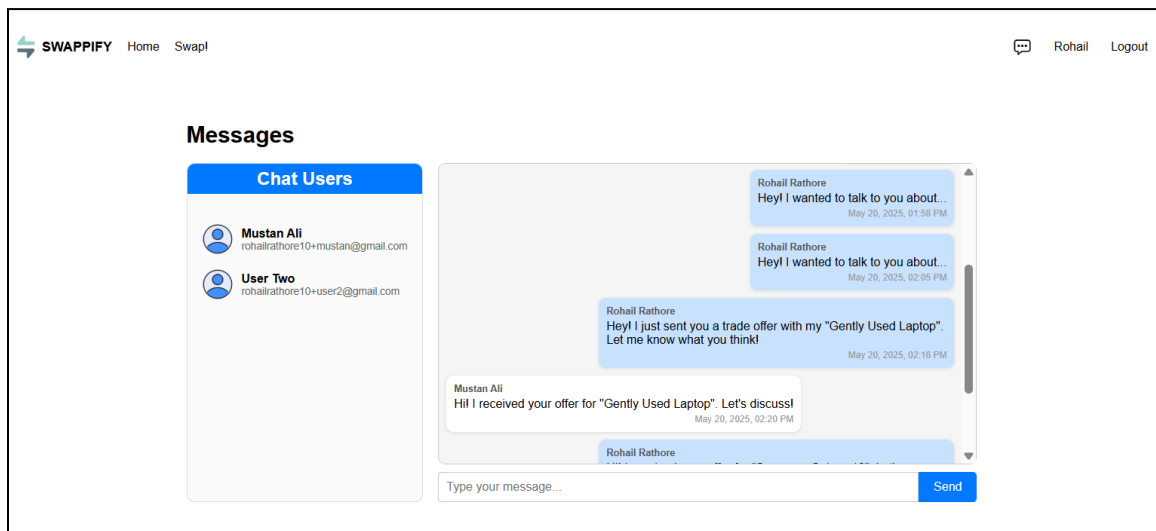 SWAPPIFY Home Swap! Rohail Logout
Messages
Chat Users
Mustan Ali
rohailrathore10+mustan@gmail.com
User Two
rohailrathore10+user2@gmail.com
Rohail Rathore
Hey! I wanted to talk to you about...
May 20, 2025, 01:58 PM
Rohail Rathore
Hey! I wanted to talk to you about...
May 20, 2025, 02:05 PM
Rohail Rathore
Hey! I just sent you a trade offer with my "Gently Used Laptop".
Let me know what you think!
May 20, 2025, 02:16 PM
Mustan Ali
Hi! I received your offer for "Gently Used Laptop". Let's discuss!
May 20, 2025, 02:20 PM
Rohail Rathore
Type your message...
Send